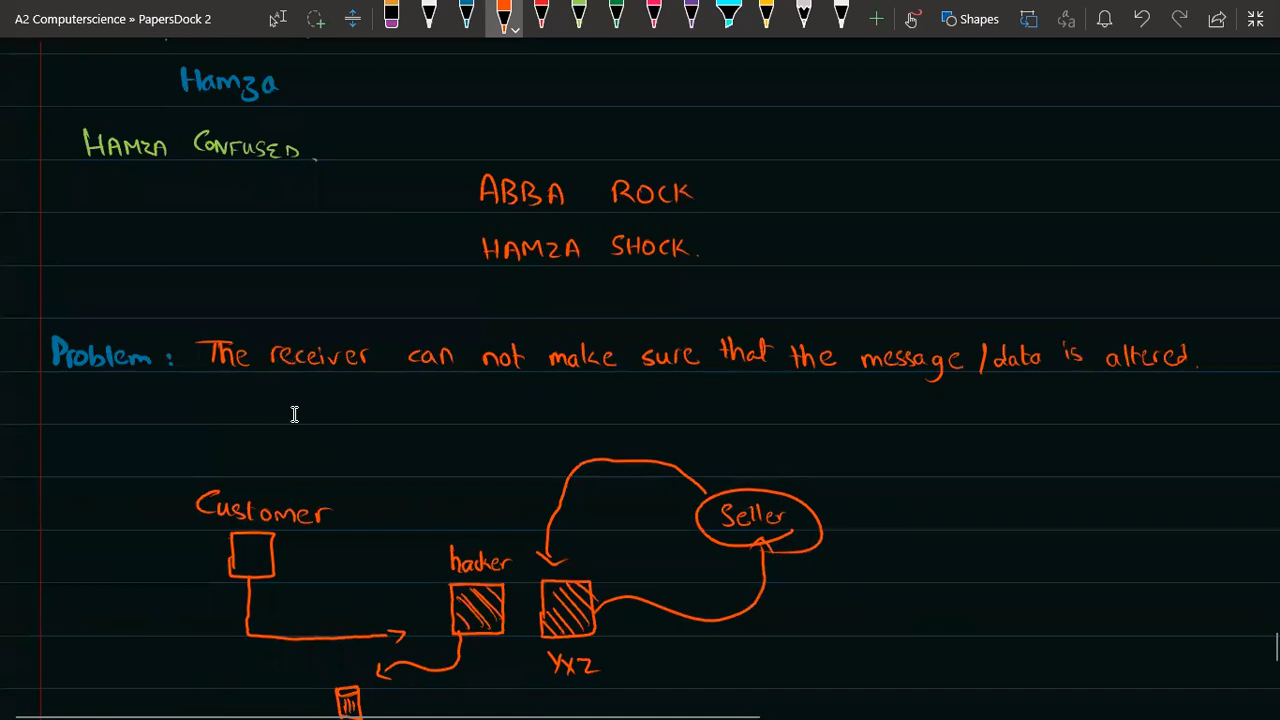 A2 Computerscience » PapersDock 2
Shapes
Hamza
HAMZA CONFUSED.
ABBA ROCK
HAMZA SHOCK.
Problem: The receiver can not make sure that the message/data is altered.
Customer
Seller
hacker
YXZ